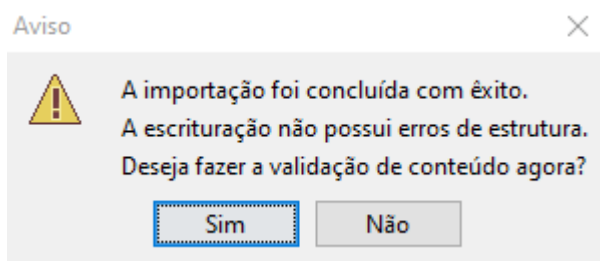 Aviso
A importação foi concluída com êxito.
A escrituração não possui erros de estrutura.
Deseja fazer a validação de conteúdo agora?
Sim Não